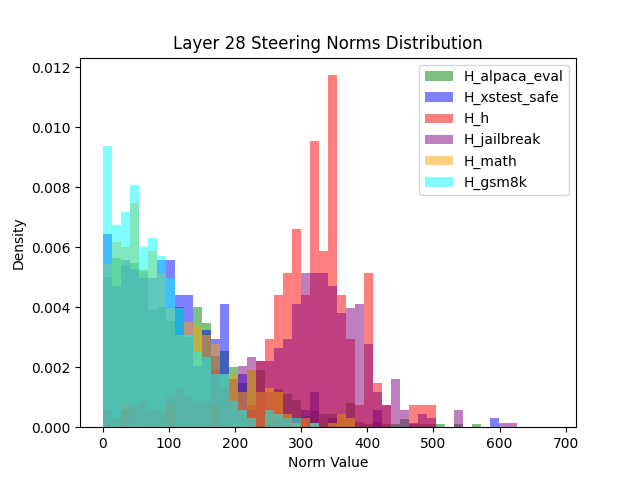 Layer 28 Steering Norms Distribution
0.012
0.010
0.008
0.006
0.004
0.002
0.000
Density
H_alpaca_eval
H_xstest_safe
H_h
H_jailbreak
H_math
H_gsm8k
0 100 200 300 400 500 600 700
Norm Value